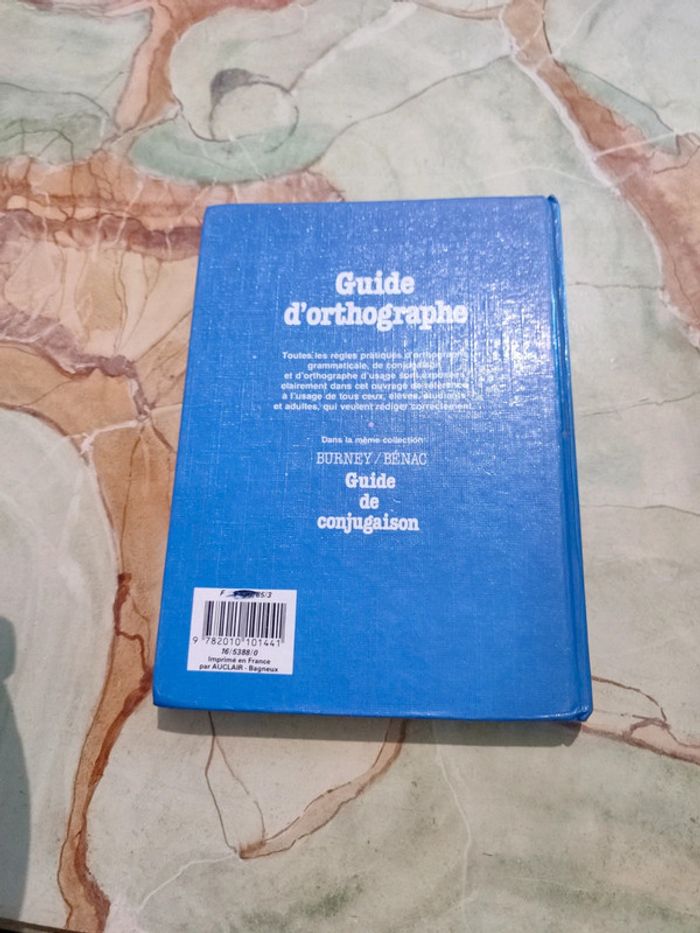 Guide
d'orthographe
Toutes les règles pratiques d'orthographe
grammaticale, de conjugaison
et d'orthographe d'usage sont exposées
clairement dans cet ouvrage de référence
à l'usage de tous ceux, élèves, étudiants
et adultes, qui veulent rédiger correctement.
Dans la même collection
BURNEY/BÉNAC
Guide
de
conjugaison
F 85/3
9 782010 101441
16/5388/0
Imprimé en France
par AUCLAIR - Bagneux